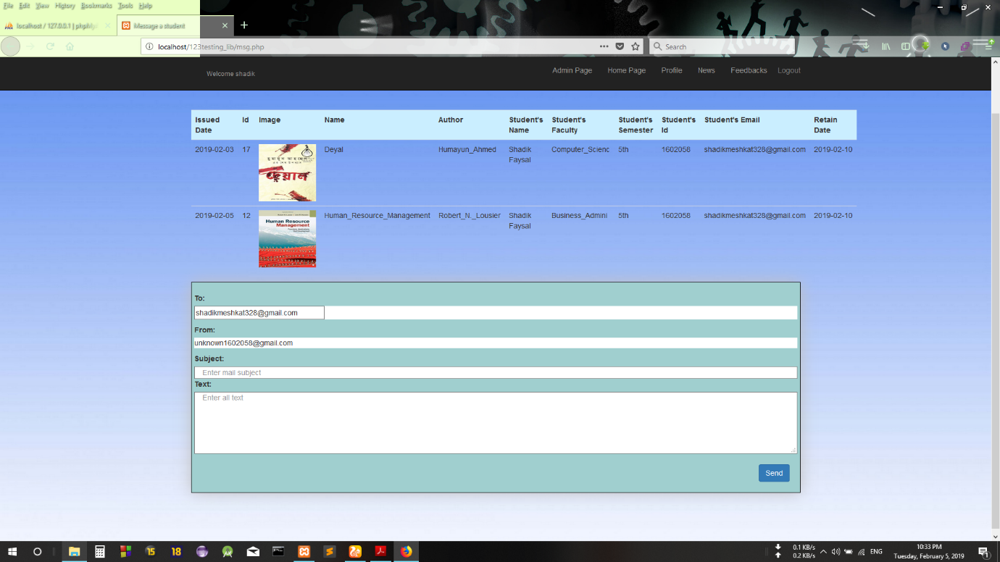 File Edit View History Bookmarks Tools Help
localhost / 127.0.0.1 | phpMy
Message a student
localhost/123testing_lib/msg.php
Search
Welcome shadik
Admin Page Home Page Profile News Feedbacks Logout
Issued Date Id Image Name Author Student's Name Student's Faculty Student's Semester Student's Id Student's Email Retain Date
2019-02-03 17 Deyal Humayun_Ahmed Shadik Faysal Computer_Scienc 5th 1602058 shadikmeshkat328@gmail.com 2019-02-10
হুমায়ূন আহমেদ
দেয়াল
2019-02-05 12 Human_Resource_Management Robert_N._Lousier Shadik Faysal Business_Admini 5th 1602058 shadikmeshkat328@gmail.com 2019-02-10
Human Resource
Management
To:
shadikmeshkat328@gmail.com
From:
unknown1602058@gmail.com
Subject:
Enter mail subject
Text:
Enter all text
Send
15 18
0.1 KB/s
0.2 KB/s
ENG
10:33 PM
Tuesday, February 5, 2019
1